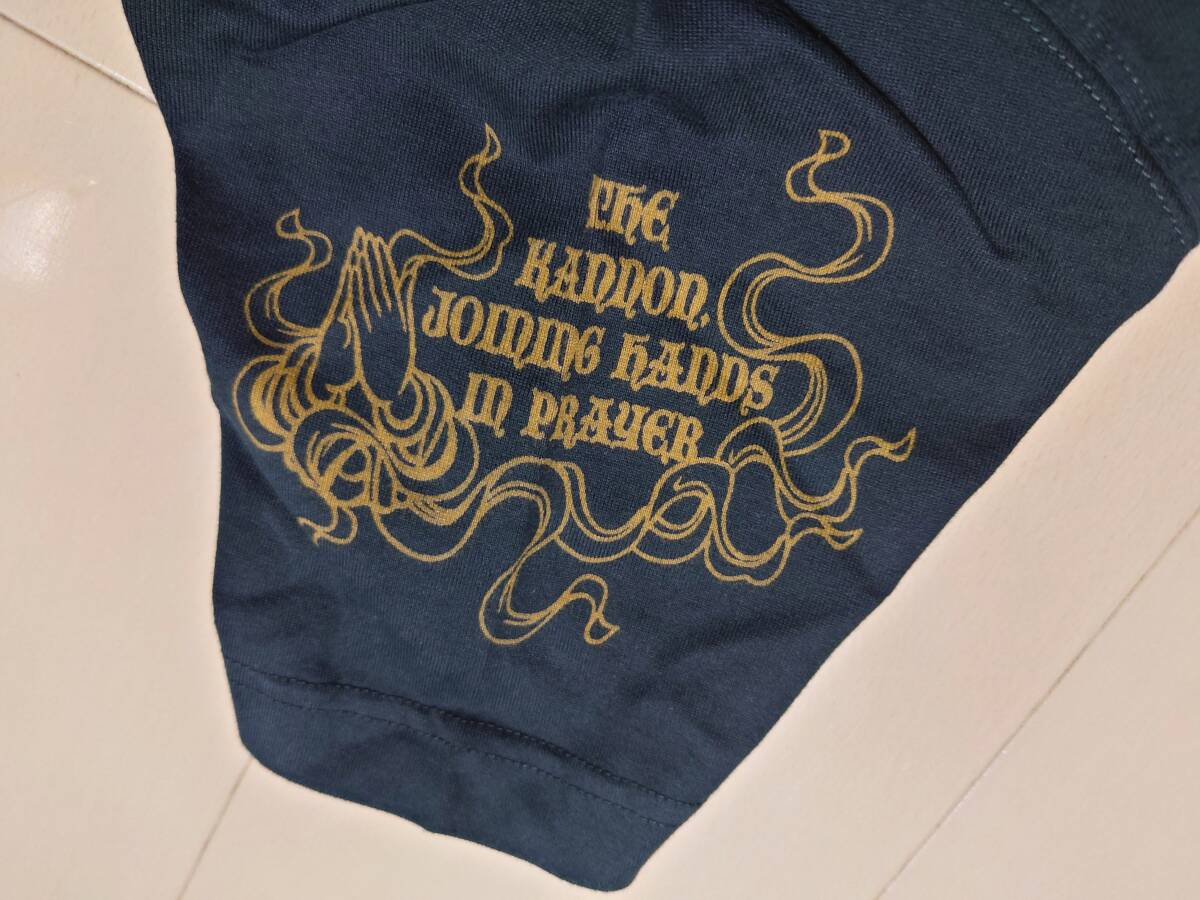 The
Kannon,
Joining Hands
in Prayer